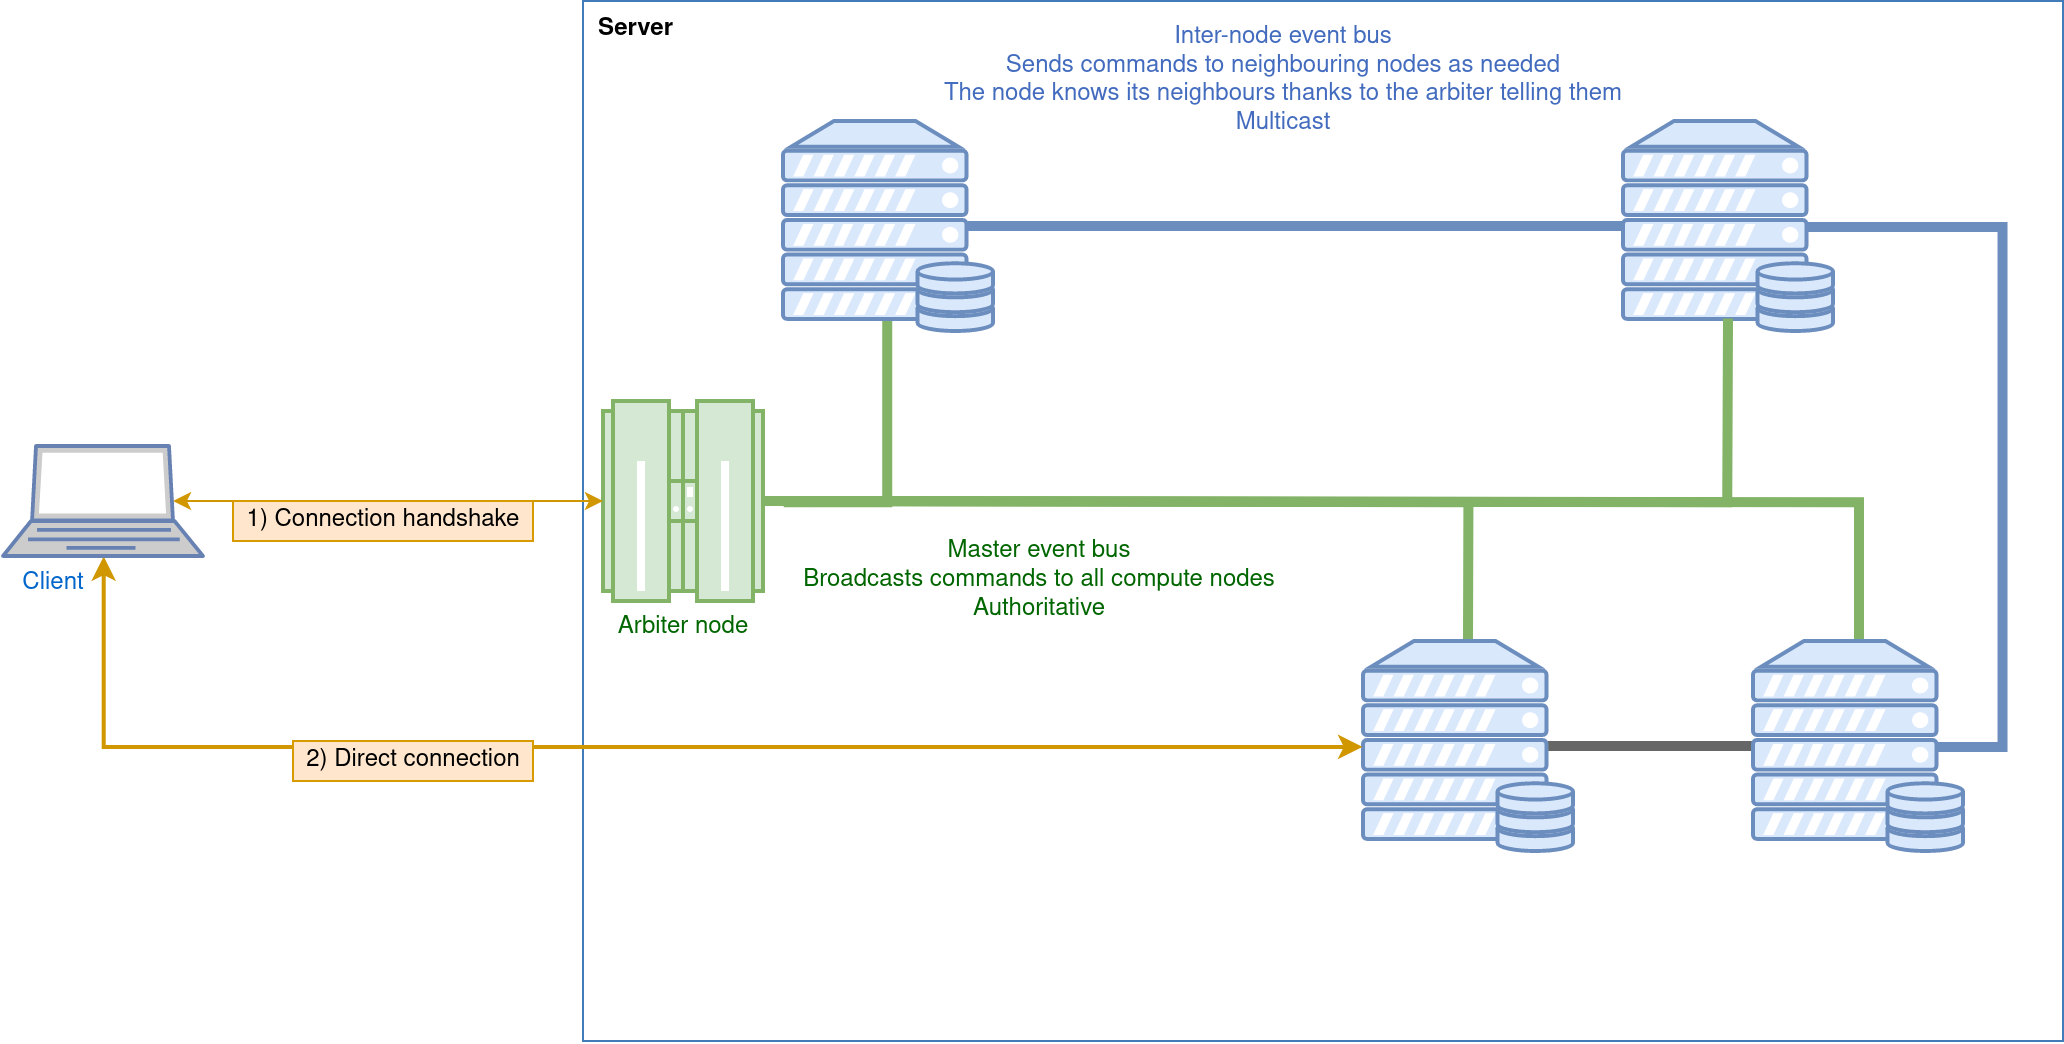 Server
Inter-node event bus
Sends commands to neighbouring nodes as needed
The node knows its neighbours thanks to the arbiter telling them
Multicast
1) Connection handshake
Client
Master event bus
Broadcasts commands to all compute nodes
Authoritative
Arbiter node
2) Direct connection